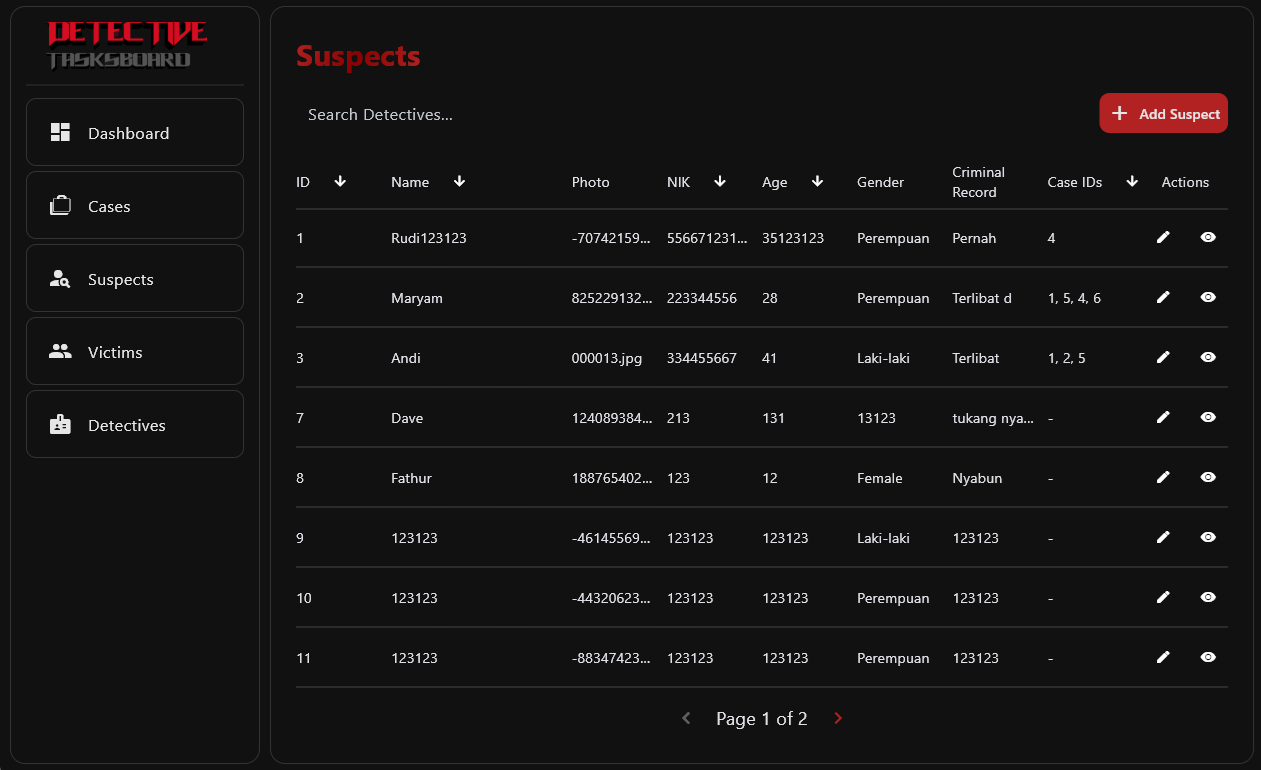 DETECTIVE
TASKSBOARD
Dashboard
Cases
Suspects
Victims
Detectives
Suspects
Search Detectives...
Add Suspect
ID Name Photo NIK Age Gender Criminal Record Case IDs Actions
1 Rudi123123 -70742159... 556671231... 35123123 Perempuan Pernah 4
2 Maryam 825229132... 223344556 28 Perempuan Terlibat d 1, 5, 4, 6
3 Andi 000013.jpg 334455667 41 Laki-laki Terlibat 1, 2, 5
7 Dave 124089384... 213 131 13123 tukang nya... -
8 Fathur 188765402... 123 12 Female Nyabun -
9 123123 -46145569... 123123 123123 Laki-laki 123123 -
10 123123 -44320623... 123123 123123 Perempuan 123123 -
11 123123 -88347423... 123123 123123 Perempuan 123123 -
Page 1 of 2